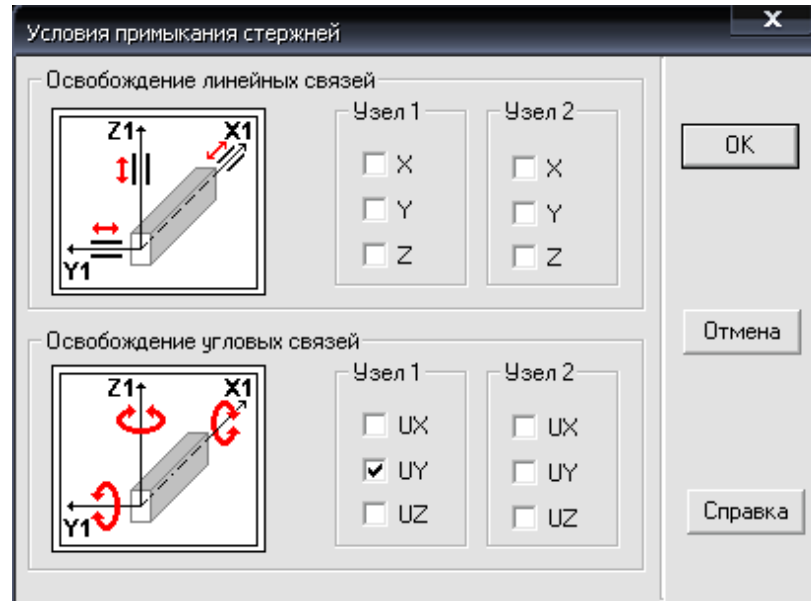 Условия примыкания стержней
X
Освобождение линейных связей
Z1
X1
Y1
Узел 1
X
Y
Z
Узел 2
X
Y
Z
OK
Отмена
Справка
Освобождение угловых связей
Z1
X1
Y1
Узел 1
UX
UY
UZ
Узел 2
UX
UY
UZ